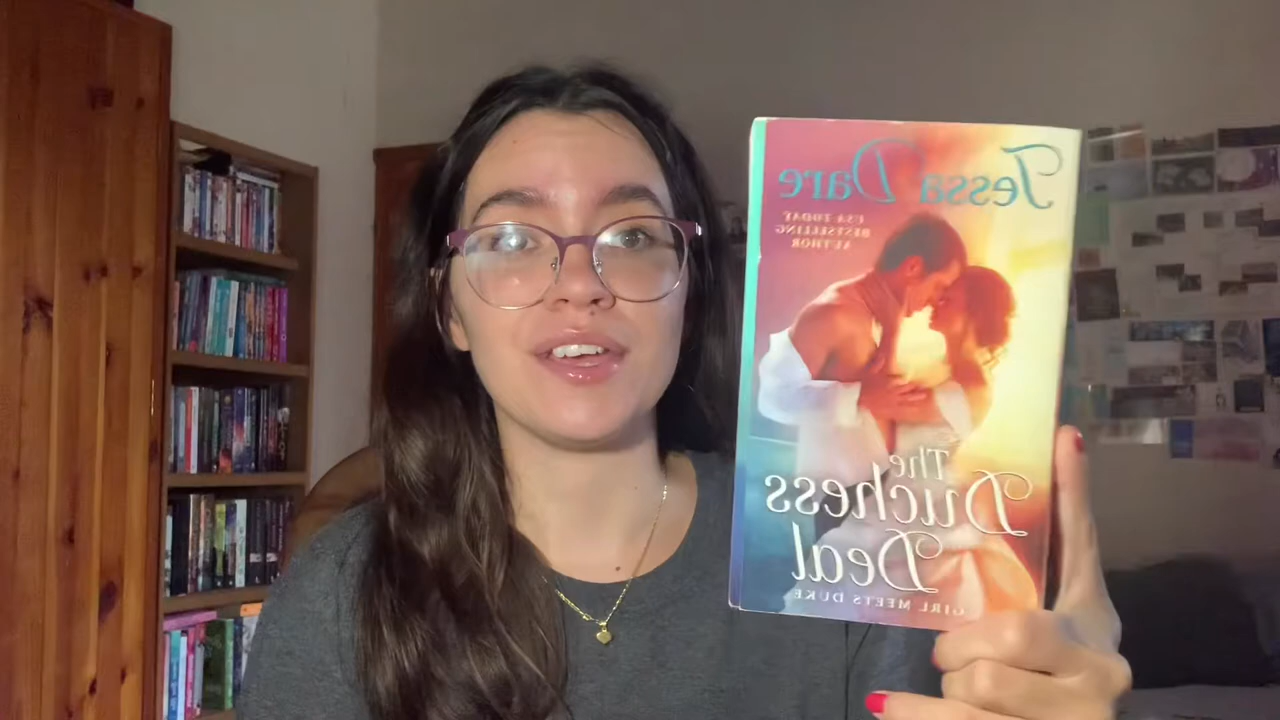 Tessa Dare
USA TODAY
BESTSELLING
AUTHOR
The
Duchess
Deal
GIRL MEETS DUKE